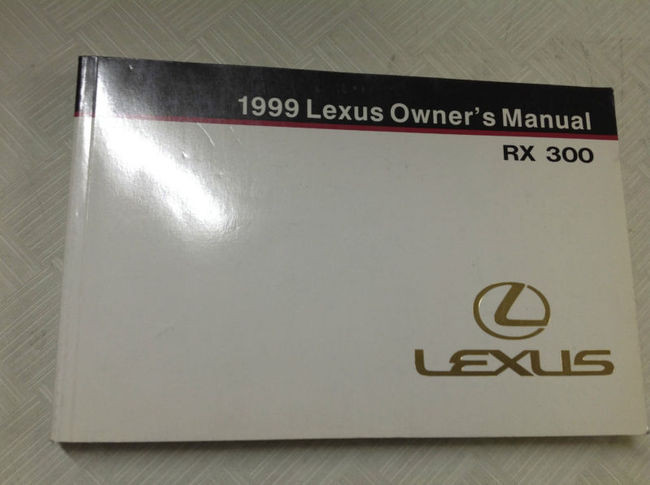 1999 Lexus Owner's Manual
RX 300
LEXUS